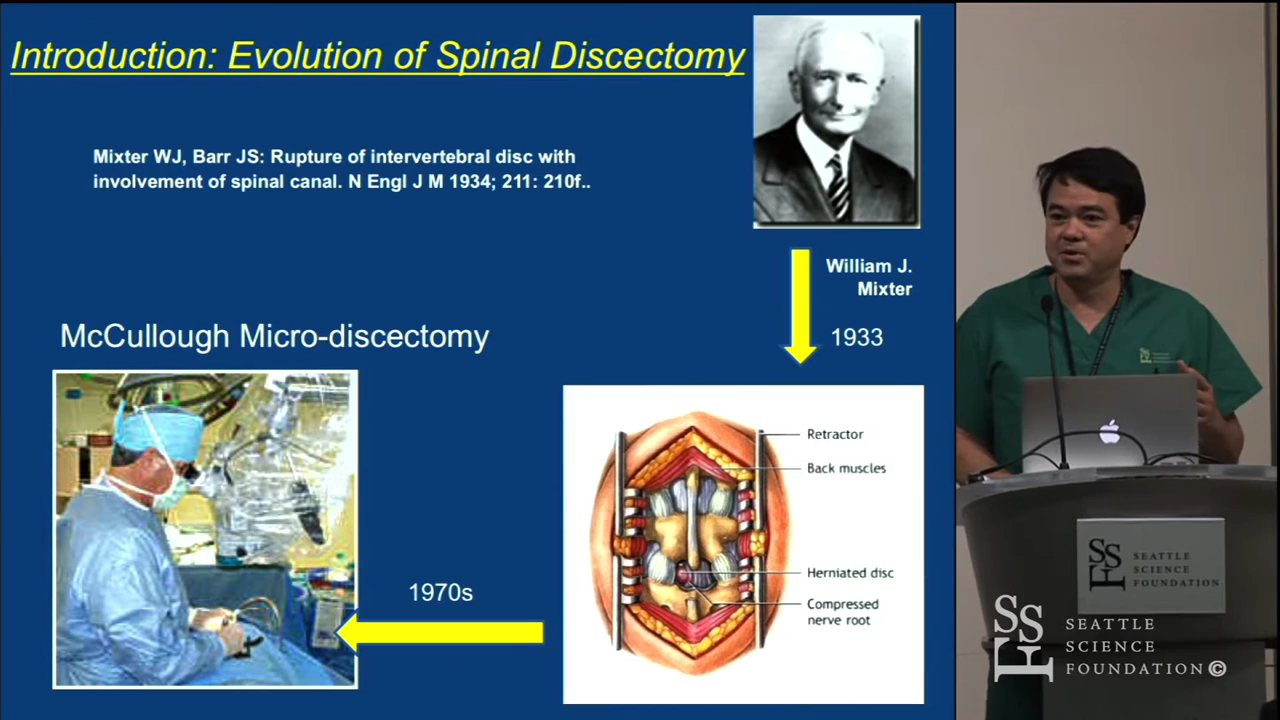 Introduction: Evolution of Spinal Discectomy
Mixter WJ, Barr JS: Rupture of intervertebral disc with
involvement of spinal canal. N Engl J M 1934; 211: 210f..
William J.
Mixter
1933
McCullough Micro-discectomy
Retractor
Back muscles
Herniated disc
Compressed
nerve root
1970s
SSF
SEATTLE
SCIENCE
FOUNDATION
SSF
SEATTLE
SCIENCE
FOUNDATION©